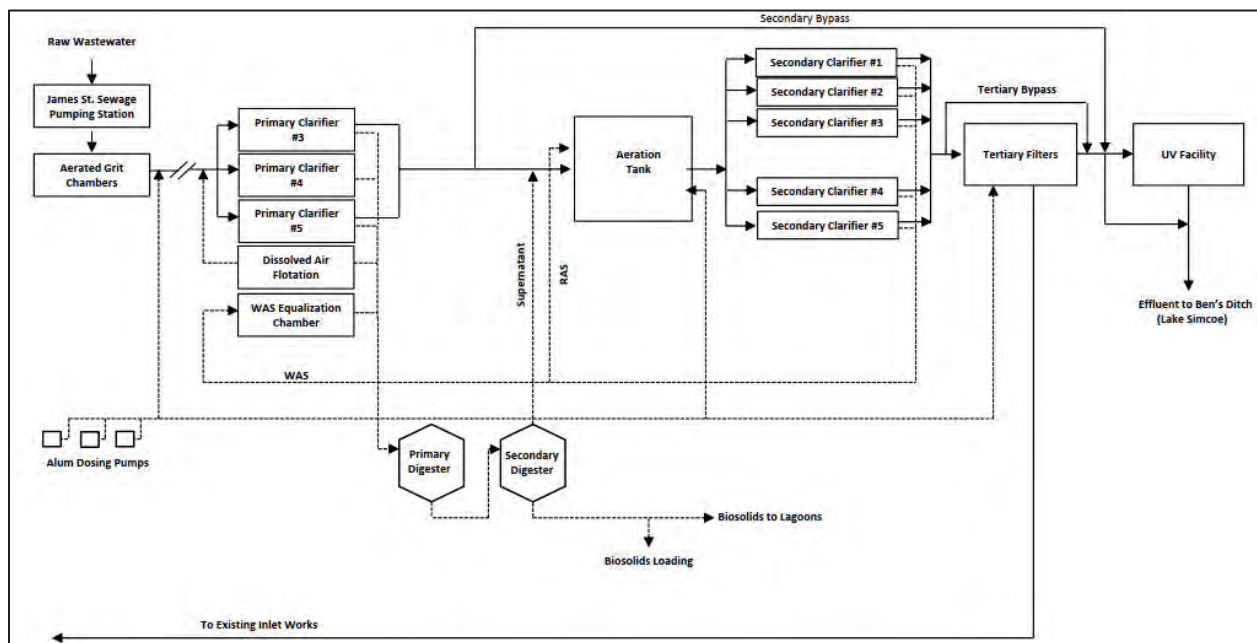 Secondary Bypass
Raw Wastewater
James St. Sewage
Pumping Station
Aerated Grit
Chambers
Primary Clarifier
#3
Primary Clarifier
#4
Primary Clarifier
#5
Dissolved Air
Flotation
WAS Equalization
Chamber
WAS
Supernatant
RAS
Aeration
Tank
Secondary Clarifier #1
Secondary Clarifier #2
Secondary Clarifier #3
Secondary Clarifier #4
Secondary Clarifier #5
Tertiary Bypass
Tertiary Filters
UV Facility
Effluent to Ben's Ditch
(Lake Simcoe)
Alum Dosing Pumps
Primary
Digester
Secondary
Digester
Biosolids to Lagoons
Biosolids Loading
To Existing Inlet Works